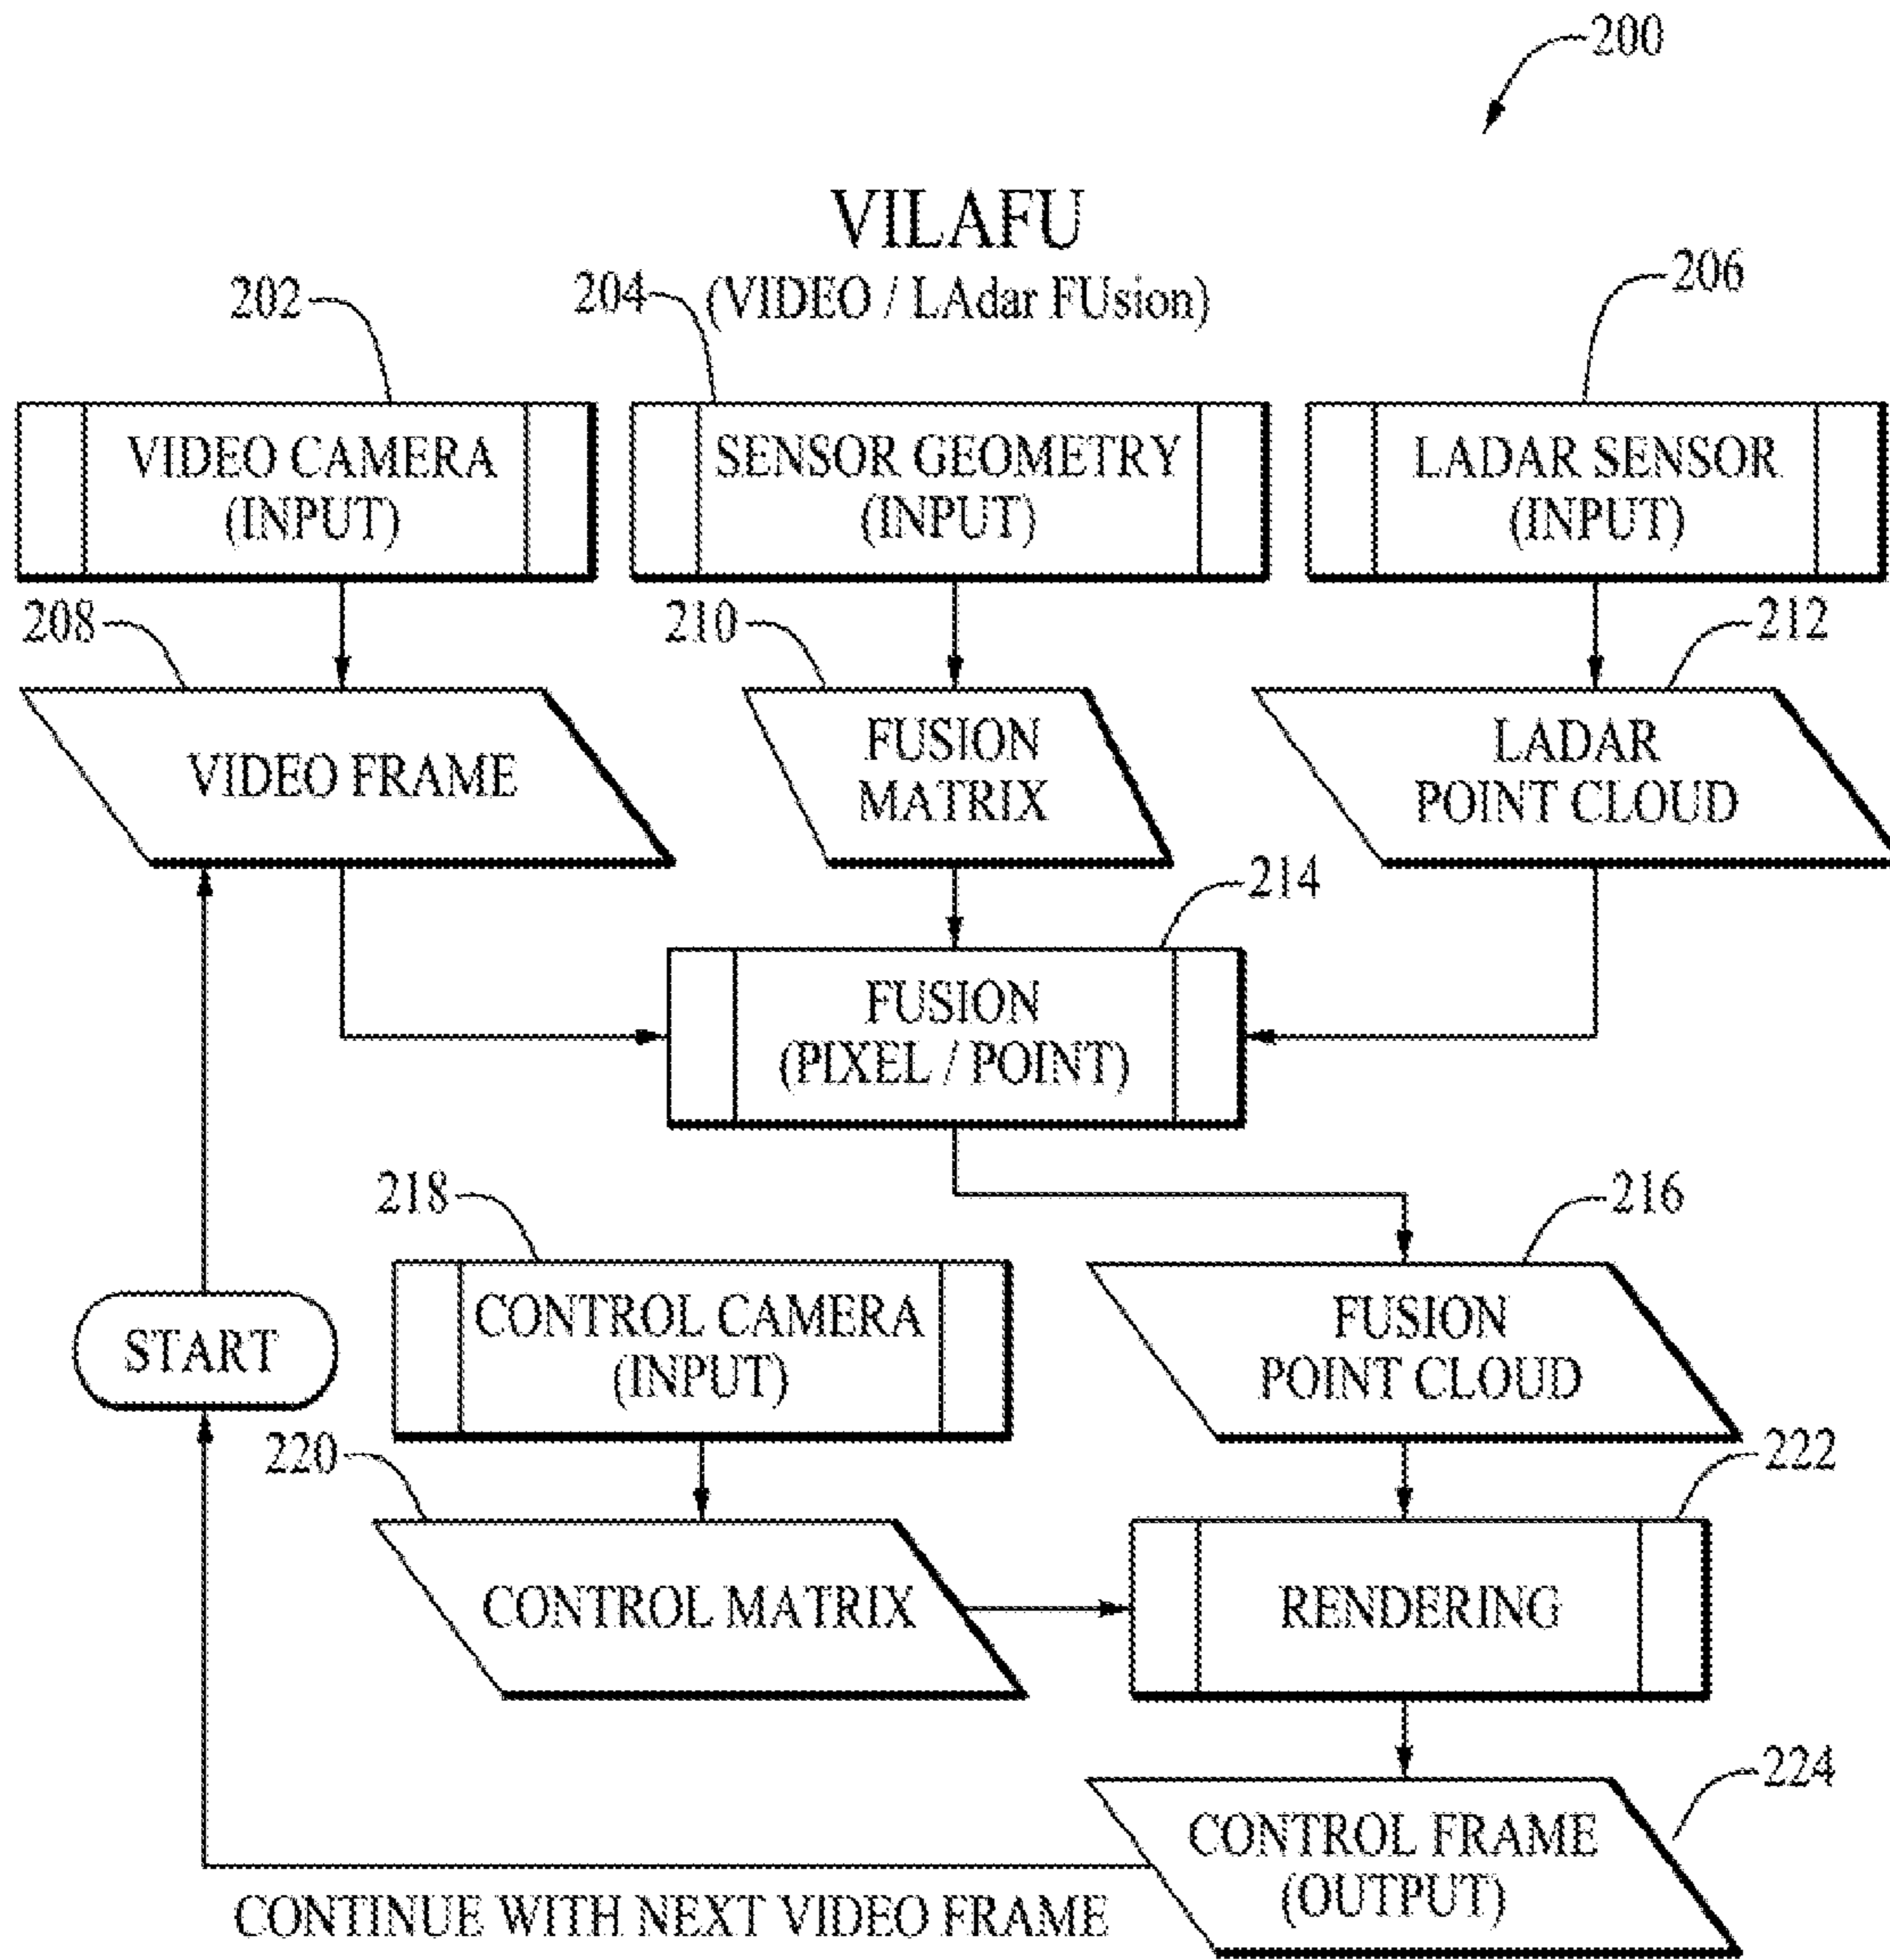 200
VILAFU
(VIDEO / LAdar FUsion)
202
204
206
VIDEO CAMERA
(INPUT)
SENSOR GEOMETRY
(INPUT)
LADAR SENSOR
(INPUT)
208
210
212
VIDEO FRAME
FUSION
MATRIX
LADAR
POINT CLOUD
214
FUSION
(PIXEL / POINT)
218
216
START
CONTROL CAMERA
(INPUT)
FUSION
POINT CLOUD
220
222
CONTROL MATRIX
RENDERING
224
CONTROL FRAME
(OUTPUT)
CONTINUE WITH NEXT VIDEO FRAME